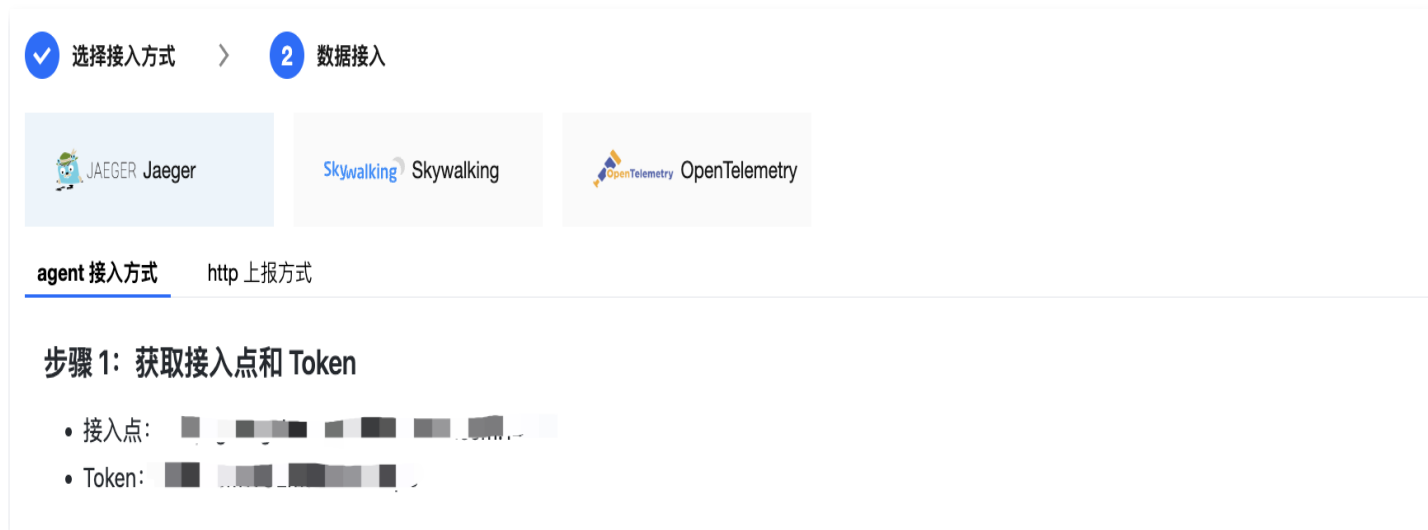 选择接入方式 2 数据接入
JAEGER Jaeger Skywalking Skywalking OpenTelemetry OpenTelemetry
agent 接入方式 http 上报方式
步骤 1：获取接入点和 Token
• 接入点：
• Token：